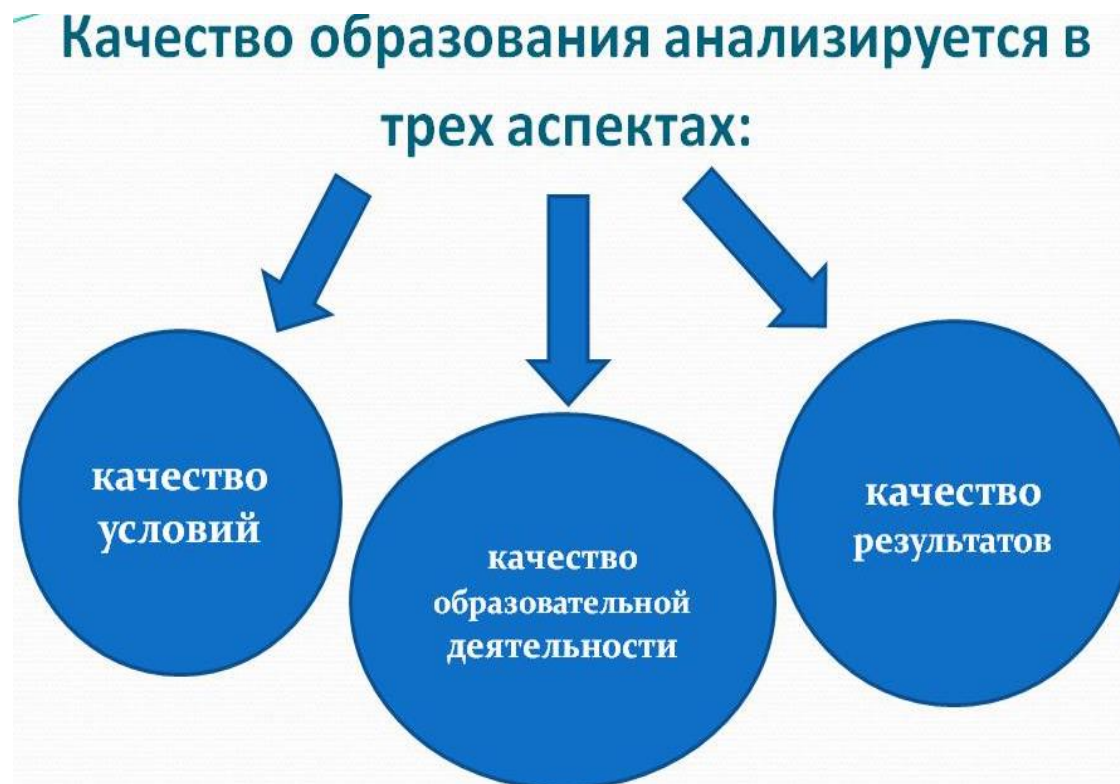 Качество образования анализируется в
трех аспектах:
качество
условий
качество
образовательной
деятельности
качество
результатов